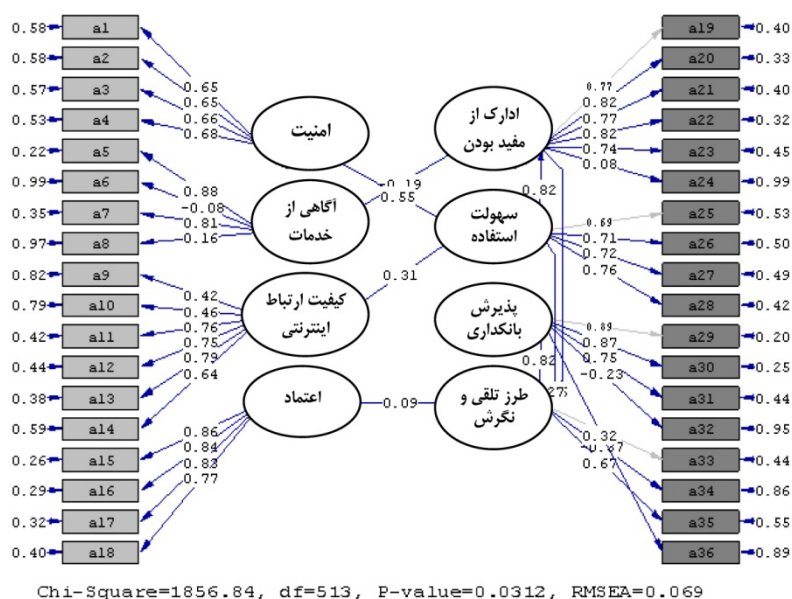 0.58 a1
0.58 a2
0.57 a3
0.53 a4
0.22 a5
0.99 a6
0.35 a7
0.97 a8
0.82 a9
0.79 a10
0.42 a11
0.44 a12
0.38 a13
0.59 a14
0.26 a15
0.29 a16
0.32 a17
0.40 a18
0.65
0.65
0.66
0.68
0.88
-0.08
0.81
0.16
0.42
0.46
0.76
0.75
0.79
0.64
0.86
0.84
0.83
0.77
امنیت
آگاهی از
خدمات
کیفیت ارتباط
اینترنتی
اعتماد
-0.19
0.55
0.31
0.09
ادارک از
مفید بودن
سهولت
استفاده
پذیرش
بانکداری
طرز تلقی و
نگرش
0.82
0.82
0.77
0.82
0.77
0.82
0.74
0.08
0.69
0.71
0.72
0.76
0.89
0.87
0.75
-0.23
0.32
0.67
a19 0.40
a20 0.33
a21 0.40
a22 0.32
a23 0.45
a24 0.99
a25 0.53
a26 0.50
a27 0.49
a28 0.42
a29 0.20
a30 0.25
a31 0.44
a32 0.95
a33 0.44
a34 0.86
a35 0.55
a36 0.89
Chi-Square=1856.84, df=513, P-value=0.0312, RMSEA=0.069